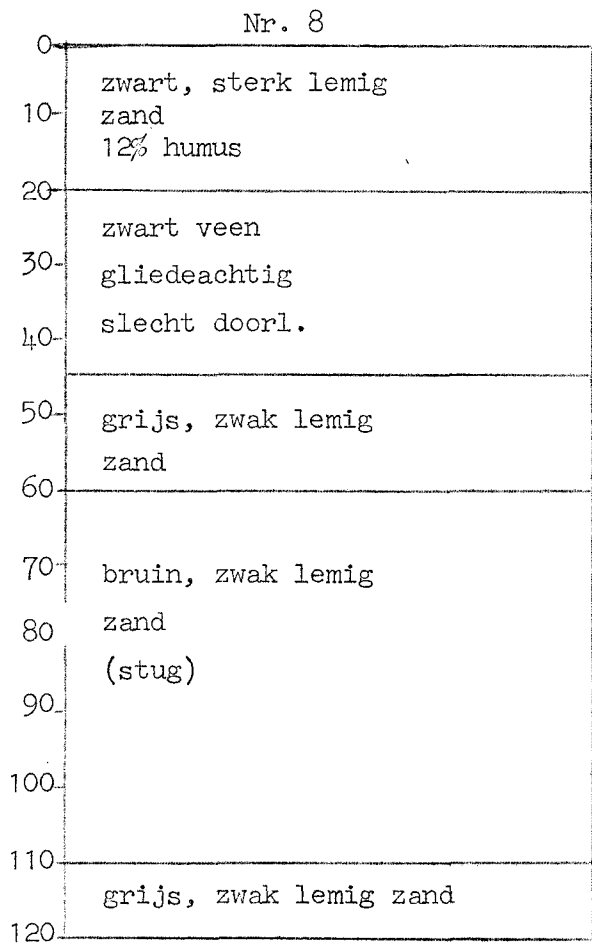 Nr. 8
0
zwart, sterk lemig
10
zand
12% humus
20
zwart veen
30
gliedeachtig
slecht doorl.
40
50
grijs, zwak lemig
zand
60
70
bruin, zwak lemig
80
zand
(stug)
90
100
110
grijs, zwak lemig zand
120